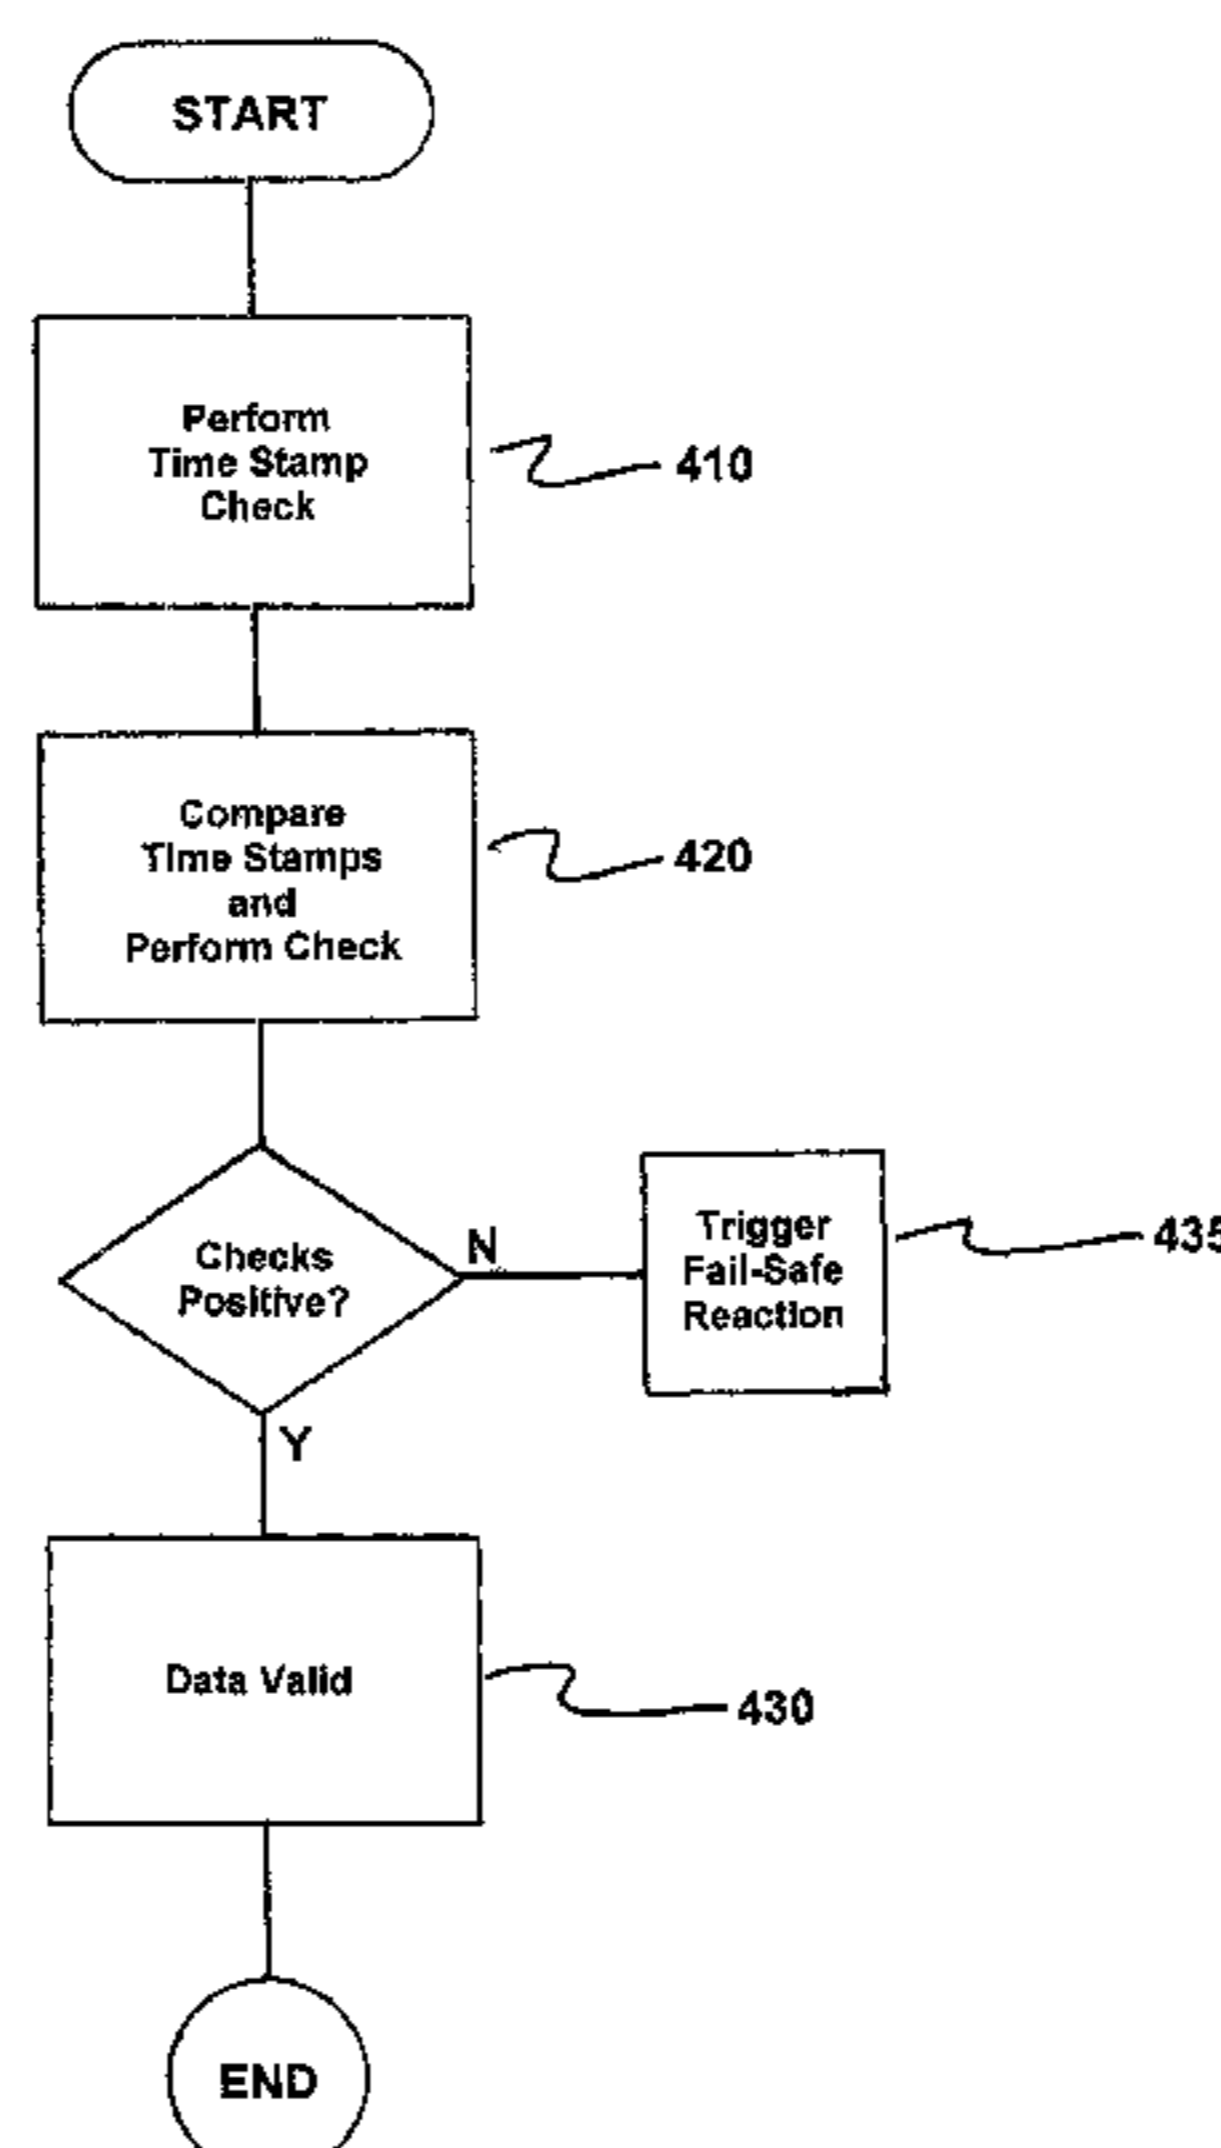 START
Perform
Time Stamp
Check
410
Compare
Time Stamps
and
Perform Check
420
Checks
Positive?
N
Trigger
Fail-Safe
Reaction
435
Y
Data Valid
430
END